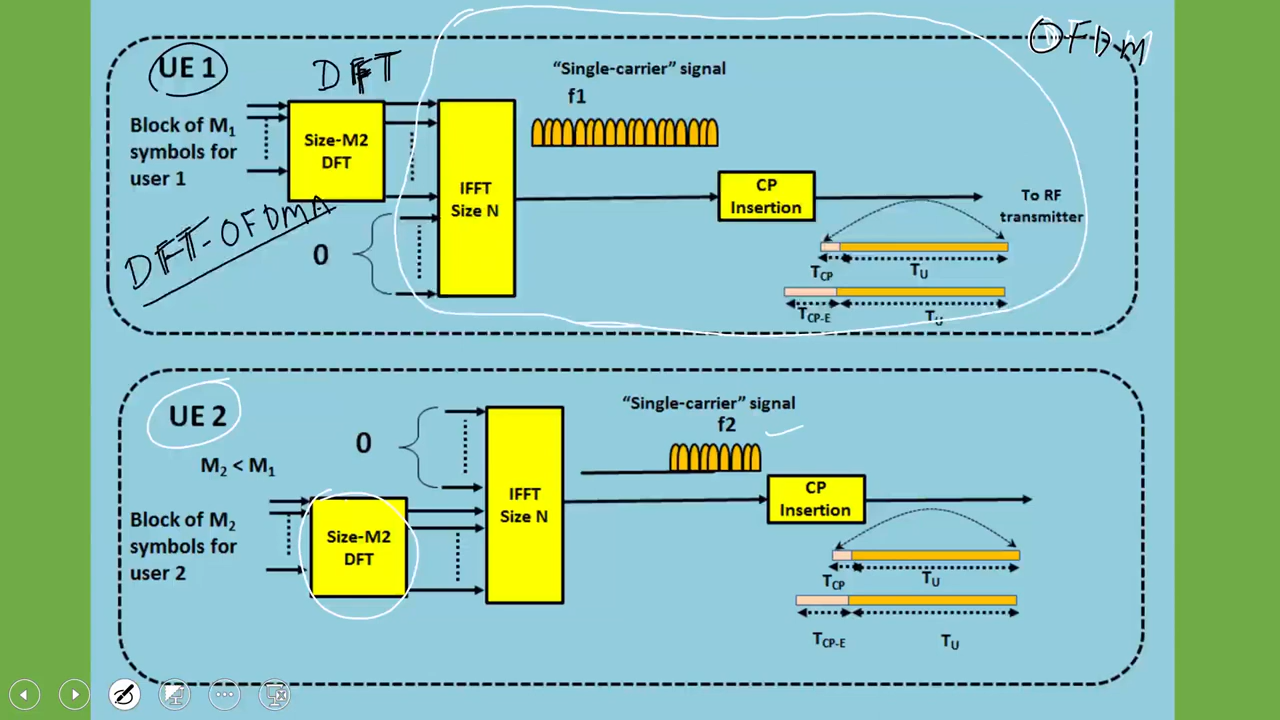 OFDM
UE 1
DFT
"Single-carrier" signal
f1
Block of M1
symbols for
user 1
Size-M2
DFT
IFFT
Size N
CP
Insertion
To RF
transmitter
DFT-OFDMA
0
TCP
TU
TCP-E
TU
UE 2
"Single-carrier" signal
f2
0
M2 < M1
IFFT
Size N
CP
Insertion
Block of M2
symbols for
user 2
Size-M2
DFT
TCP
TU
TCP-E
TU